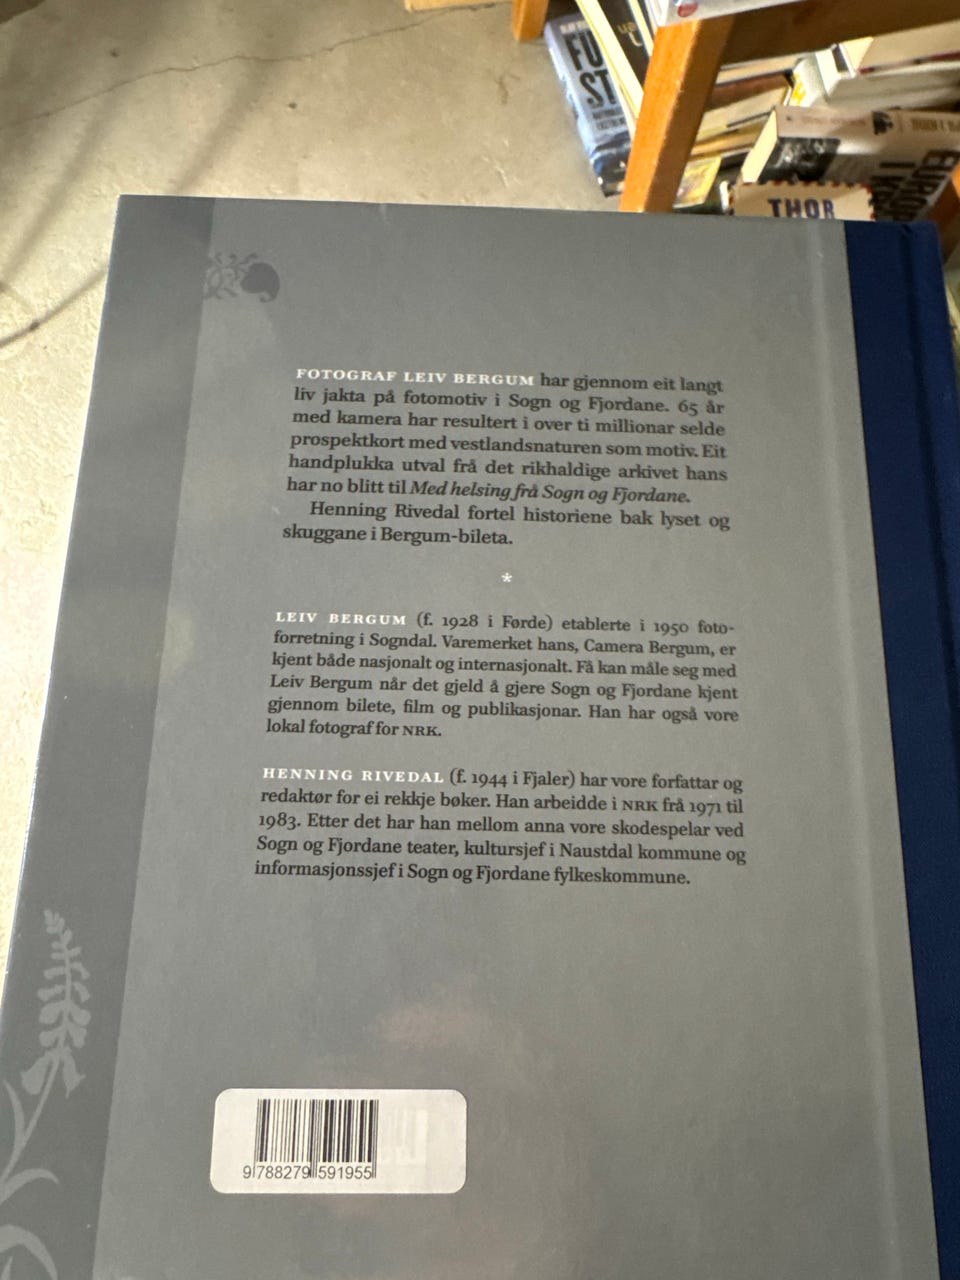 FU
ST
THOR
EUROP
I K
FOTOGRAF LEIV BERGUM har gjennom eit langt
liv jakta på fotomotiv i Sogn og Fjordane. 65 år
med kamera har resultert i over ti millionar selde
prospektkort med vestlandsnaturen som motiv. Eit
handplukka utval frå det rikhaldige arkivet hans
har no blitt til Med helsing frå Sogn og Fjordane.
Henning Rivedal fortel historiene bak lyset og
skuggane i Bergum-bileta.
*
LEIV BERGUM (f. 1928 i Førde) etablerte i 1950 foto-
forretning i Sogndal. Varemerket hans, Camera Bergum, er
kjent både nasjonalt og internasjonalt. Få kan måle seg med
Leiv Bergum når det gjeld å gjere Sogn og Fjordane kjent
gjennom bilete, film og publikasjonar. Han har også vore
lokal fotograf for NRK.
HENNING RIVEDAL (f. 1944 i Fjaler) har vore forfattar og
redaktør for ei rekkje bøker. Han arbeidde i NRK frå 1971 til
1983. Etter det har han mellom anna vore skodespelar ved
Sogn og Fjordane teater, kultursjef i Naustdal kommune og
informasjonssjef i Sogn og Fjordane fylkeskommune.
9 788279 591955